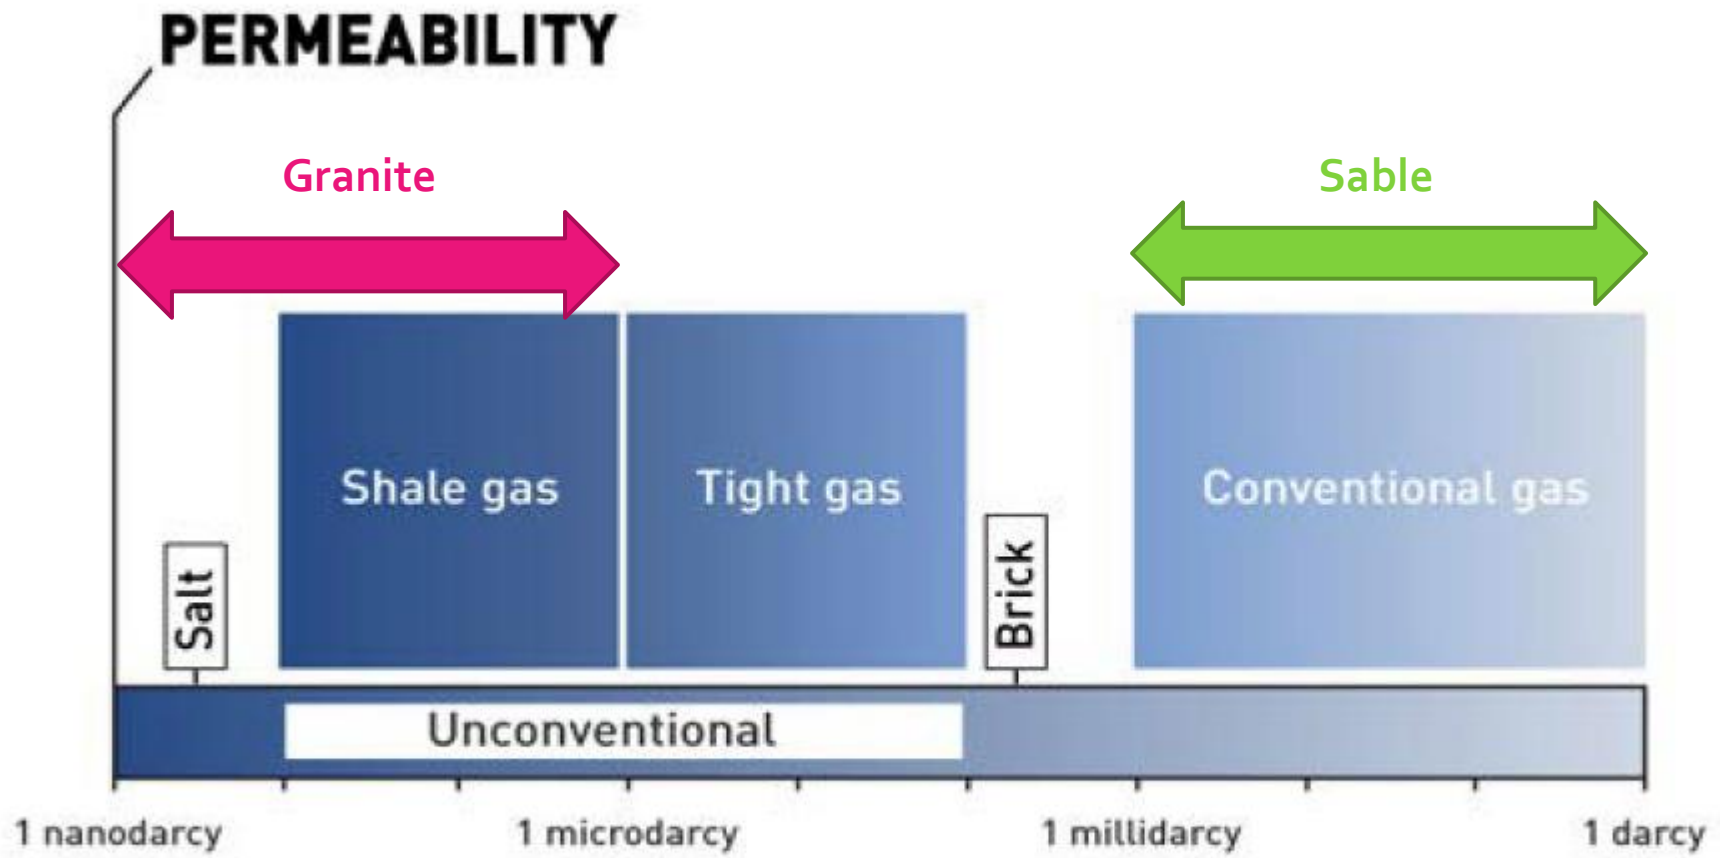 PERMEABILITY
Granite
Sable
Shale gas
Tight gas
Conventional gas
Salt
Brick
Unconventional
1 nanodarcy
1 microdarcy
1 millidarcy
1 darcy